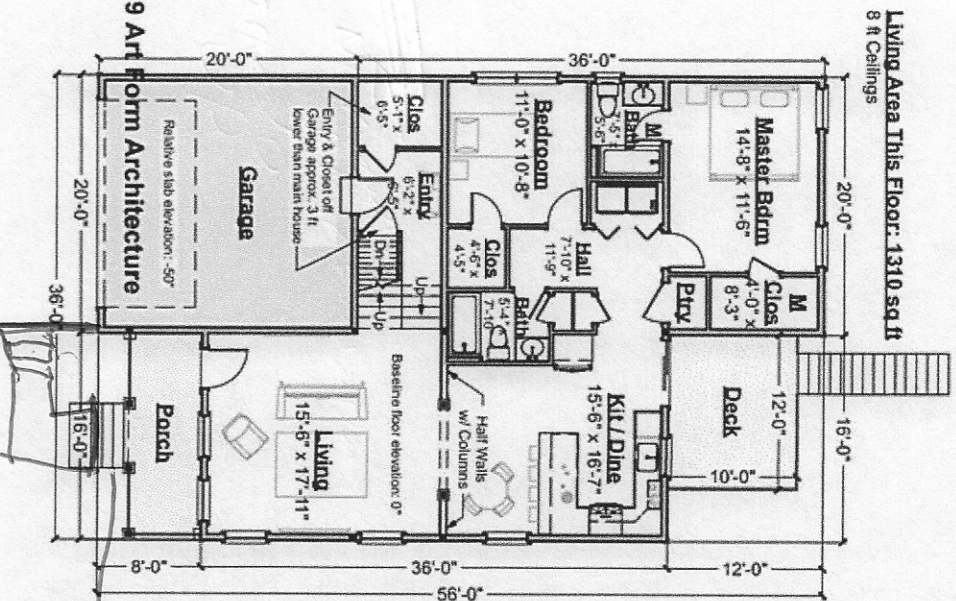 Living Area This Floor: 1310 sq ft
8 ft Ceilings
20'-0"
16'-0"
36'-0"
20'-0"
M
Clos
4'-0" x
8'-3"
Master Bdrm
14'-8" x 11'-6"
Deck
12'-0"
10'-0"
12'-0"
M
Bath
Ptry
Hall
7'-10" x
11'-9"
Kit / Dine
15'-6" x 16'-7"
Bedroom
11'-0" x 10'-8"
Clos
4'-6" x
4'-5"
Bath
5'-4"
7'-10"
Half Walls
w/ Columns
36'-0"
56'-0"
Clos
5'-1" x
6'-5"
Entry
6'-2" x
6'-5"
Dn
Up
Up
Baseline floor elevation: 0"
Living
15'-6" x 17'-11"
Entry & Closet off
Garage approx. 3 ft
lower than main house
Garage
Relative slab elevation: -50"
Porch
8'-0"
20'-0"
16'-0"
36'-0"
9 Art Form Architecture